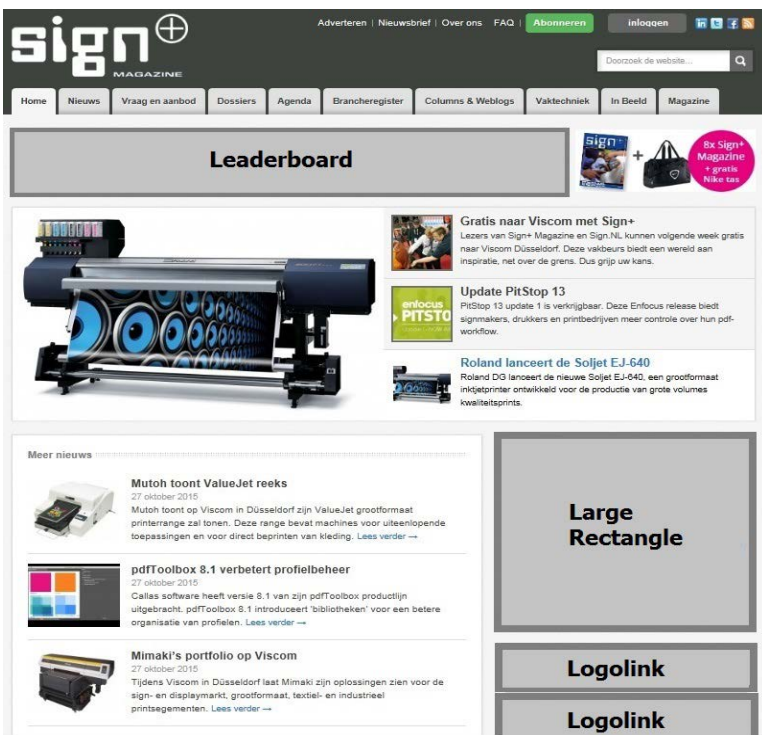 sign+
MAGAZINE
Adverteren | Nieuwsbrief | Over ons FAQ | Abonneren inloggen
Doorzoek de website...
Home Nieuws Vraag en aanbod Dossiers Agenda Brancheregister Columns & Weblogs Vaktechniek In Beeld Magazine
Leaderboard
sign+
+
8x Sign+
Magazine
+ gratis
Nike tas
Gratis naar Viscom met Sign+
Lezers van Sign+ Magazine en Sign.NL kunnen volgende week gratis
naar Viscom Düsseldorf. Deze vakbeurs biedt een wereld aan
inspiratie, net over de grens. Dus grijp uw kans.
enfocus
PITSTO
Update PitStop 13
PitStop 13 update 1 is verkrijgbaar. Deze Enfocus release biedt
signmakers, drukkers en printbedrijven meer controle over hun pdf-
workflow.
Roland lanceert de Soljet EJ-640
Roland DG lanceert de nieuwe Soljet EJ-640, een grootformaat
inktjetprinter ontwikkeld voor de productie van grote volumes
kwaliteitsprints.
Meer nieuws
Mutoh toont ValueJet reeks
27 oktober 2015
Mutoh toont op Viscom in Düsseldorf zijn ValueJet grootformaat
printerrange zal tonen. Deze range bevat machines voor uiteenlopende
toepassingen en voor direct beprinten van kleding. Lees verder →
pdfToolbox 8.1 verbetert profielbeheer
27 oktober 2015
Callas software heeft versie 8.1 van zijn pdfToolbox productlijn
uitgebracht. pdfToolbox 8.1 introduceert 'bibliotheken' voor een betere
organisatie van profielen. Lees verder →
Mimaki's portfolio op Viscom
27 oktober 2015
Tijdens Viscom in Düsseldorf laat Mimaki zijn oplossingen zien voor de
sign- en displaymarkt, grootformaat, textiel- en industrieel
printsegementen. Lees verder →
Large
Rectangle
Logolink
Logolink